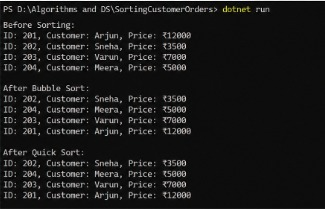 PS D:\Algorithms and DS\SortingCustomerOrders> dotnet run
Before Sorting:
ID: 201, Customer: Arjun, Price: ₹12000
ID: 202, Customer: Sneha, Price: ₹3500
ID: 203, Customer: Varun, Price: ₹7000
ID: 204, Customer: Meera, Price: ₹5000
After Bubble Sort:
ID: 202, Customer: Sneha, Price: ₹3500
ID: 204, Customer: Meera, Price: ₹5000
ID: 203, Customer: Varun, Price: ₹7000
ID: 201, Customer: Arjun, Price: ₹12000
After Quick Sort:
ID: 202, Customer: Sneha, Price: ₹3500
ID: 204, Customer: Meera, Price: ₹5000
ID: 203, Customer: Varun, Price: ₹7000
ID: 201, Customer: Arjun, Price: ₹12000